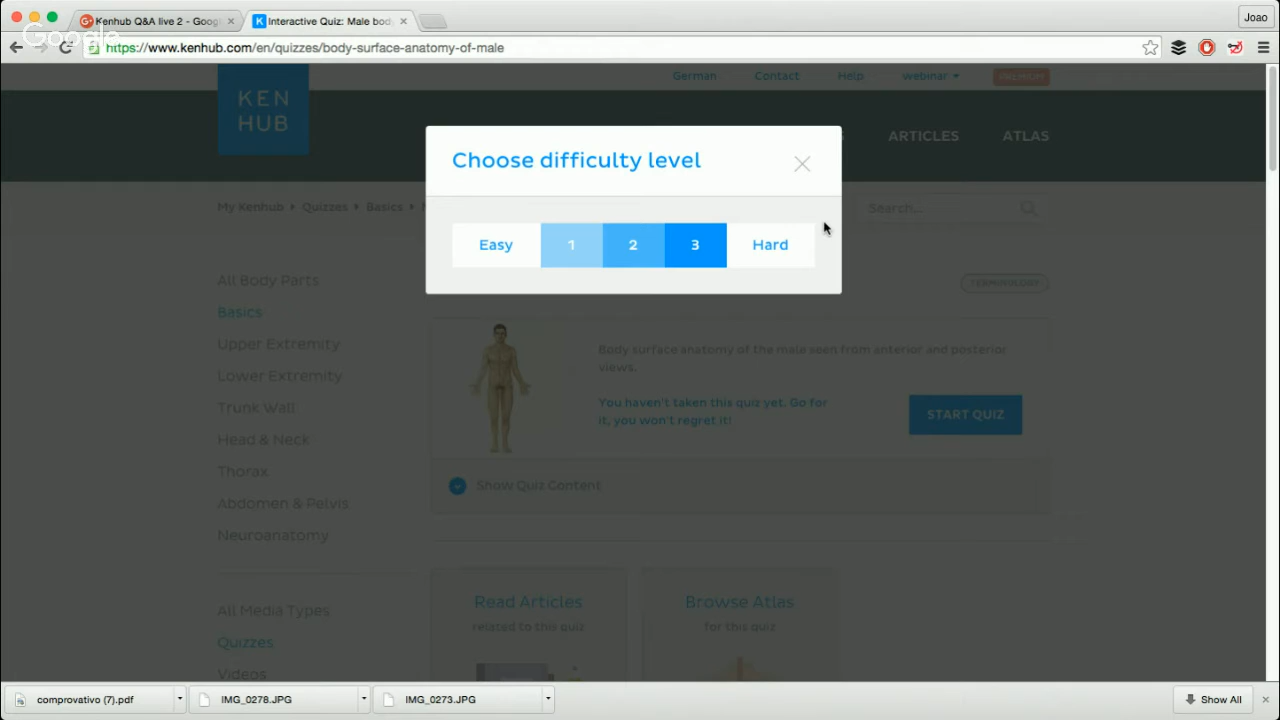 Kenhub Q&A live 2 - Goog
Interactive Quiz: Male bod
Joao
Google
https://www.kenhub.com/en/quizzes/body-surface-anatomy-of-male
German
Contact
Help
webinar
PREMIUM
KEN
HUB
ARTICLES
ATLAS
Choose difficulty level
My Kenhub
Quizzes
Basics
Search...
Easy
1
2
3
Hard
All Body Parts
TERMINOLOGY
Basics
Upper Extremity
Lower Extremity
Trunk Wall
Head & Neck
Thorax
Abdomen & Pelvis
Neuroanatomy
Body surface anatomy of the male seen from anterior and posterior
views.
You haven't taken this quiz yet. Go for
it, you won't regret it!
START QUIZ
Show Quiz Content
All Media Types
Quizzes
Videos
Read Articles
related to this quiz
Browse Atlas
for this quiz
comprovativo (7).pdf
IMG_0278.JPG
IMG_0273.JPG
Show All